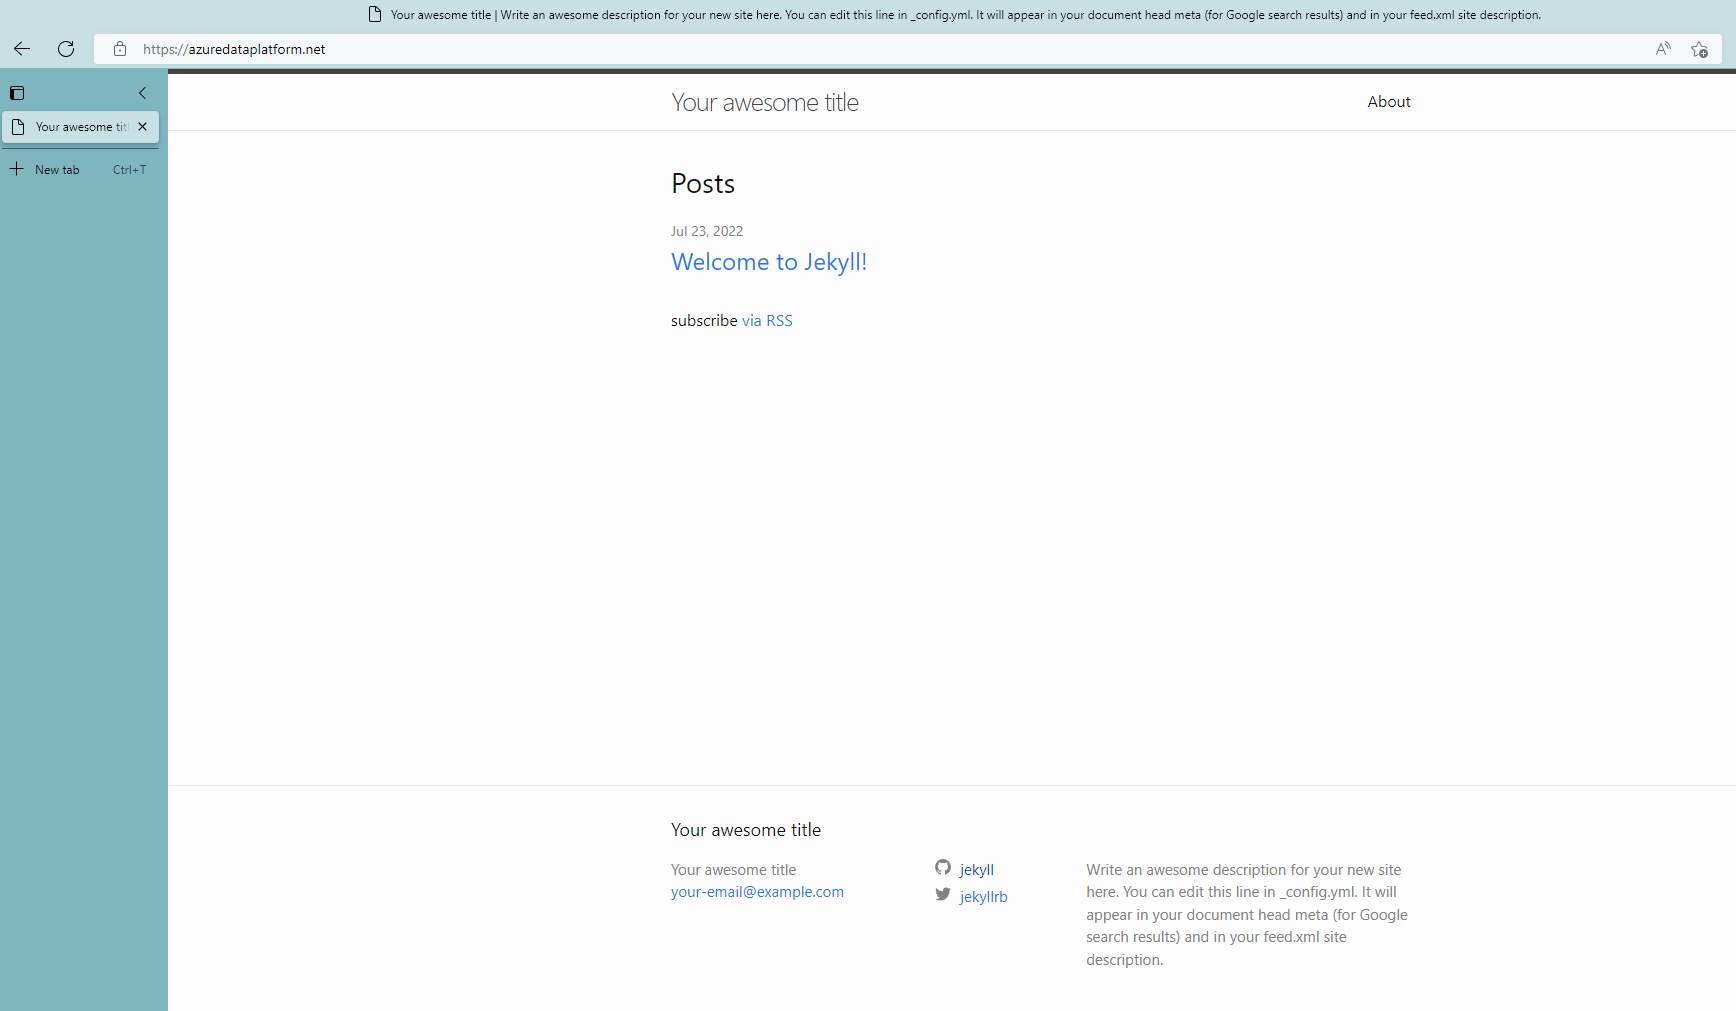 Your awesome title | Write an awesome description for your new site here. You can edit this line in _config.yml. It will appear in your document head meta (for Google search results) and in your feed.xml site description.
https://azuredataplatform.net
Your awesome tit
New tab Ctrl+T
Your awesome title
About
Posts
Jul 23, 2022
Welcome to Jekyll!
subscribe via RSS
Your awesome title
Your awesome title
your-email@example.com
jekyll
jekyllrb
Write an awesome description for your new site
here. You can edit this line in _config.yml. It will
appear in your document head meta (for Google
search results) and in your feed.xml site
description.